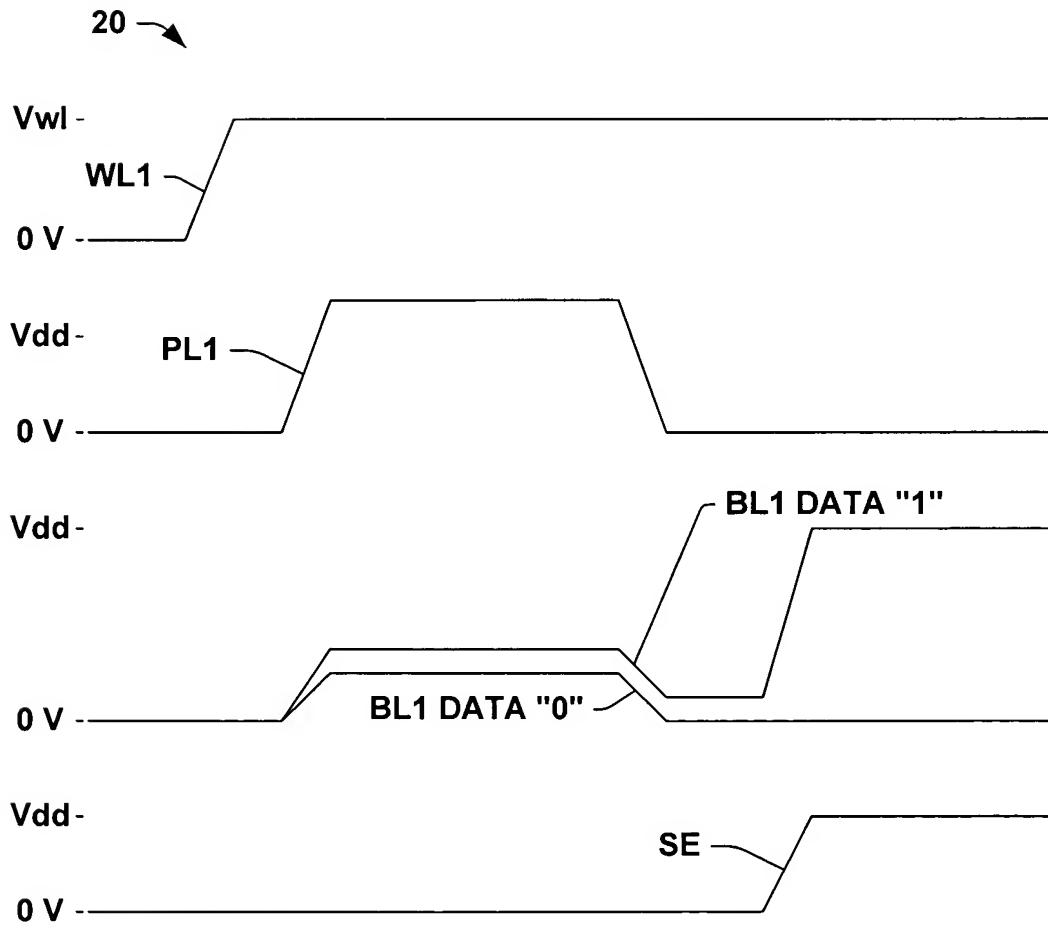 20
Vwl
WL1
0 V
Vdd
PL1
0 V
BL1 DATA "1"
Vdd
BL1 DATA "0"
0 V
Vdd
SE
0 V